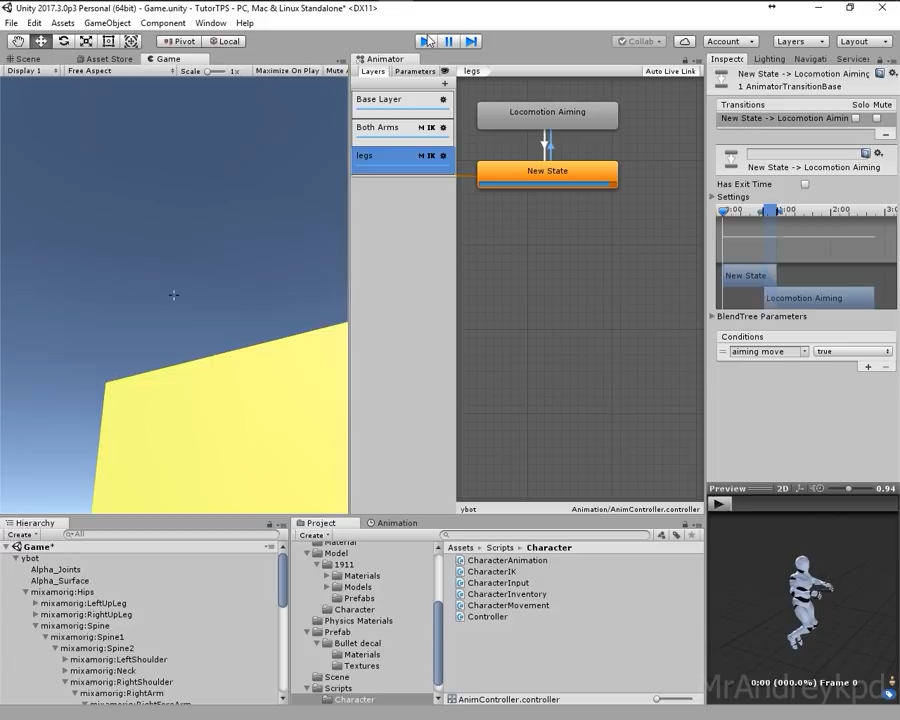 Unity 2017.3.0p3 Personal (64bit) - Game.unity - TutorTPS - PC, Mac & Linux Standalone* <DX11>
File Edit Assets GameObject Component Window Help
Pivot Local Collab Account Layers Layout
Scene Asset Store Game
Display 1 Free Aspect Scale 1x Maximize On Play Mute
Animator
Layers Parameters
legs
Auto Live Link
Base Layer
Both Arms M IK
legs M IK
Locomotion Aiming
New State
ybot
Animation/AnimController.controller
Inspect Lighting Navigati Services
New State -> Locomotion Aiming
1 AnimatorTransitionBase
Transitions Solo Mute
New State -> Locomotion Aimin
New State -> Locomotion Aiming
Has Exit Time
Settings
0:00 1:00 2:00 3:
New State
Locomotion Aiming
BlendTree Parameters
Conditions
aiming move true
Preview 2D 0.94
0:00 (000.0%) Frame 0
MrAndreykpd
Hierarchy
Create All
Game*
ybot
Alpha_Joints
Alpha_Surface
mixamorig:Hips
mixamorig:LeftUpLeg
mixamorig:RightUpLeg
mixamorig:Spine
mixamorig:Spine1
mixamorig:Spine2
mixamorig:LeftShoulder
mixamorig:Neck
mixamorig:RightShoulder
mixamorig:RightArm
mixamorig:RightForeArm
Project Animation
Create
Material
Model
1911
Materials
Models
Prefabs
Character
Physics Materials
Prefab
Bullet decal
Materials
Textures
Scene
Scripts
Character
Assets Scripts Character
CharacterAnimation
CharacterIK
CharacterInput
CharacterInventory
CharacterMovement
Controller
AnimController.controller